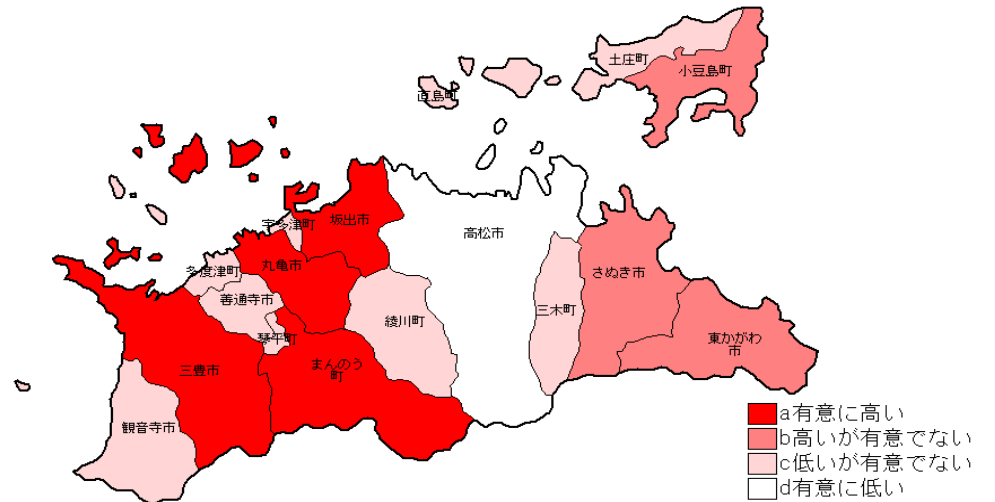 土庄町
小豆島町
直島町
宇多津町
坂出市
高松市
丸亀市
多度津町
さぬき市
善通寺市
三木町
綾川町
琴平町
東かがわ
市
まんのう
町
三豊市
観音寺市
a有意に高い
b高いが有意でない
c低いが有意でない
d有意に低い